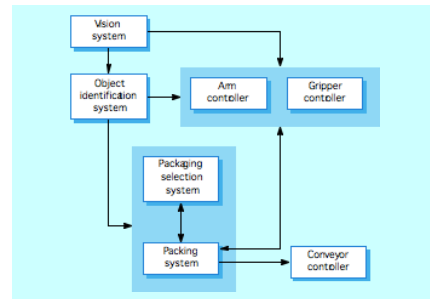 Vision
system
Object
identification
system
Arm
controller
Gripper
controller
Packaging
selection
system
Packing
system
Conveyor
controller